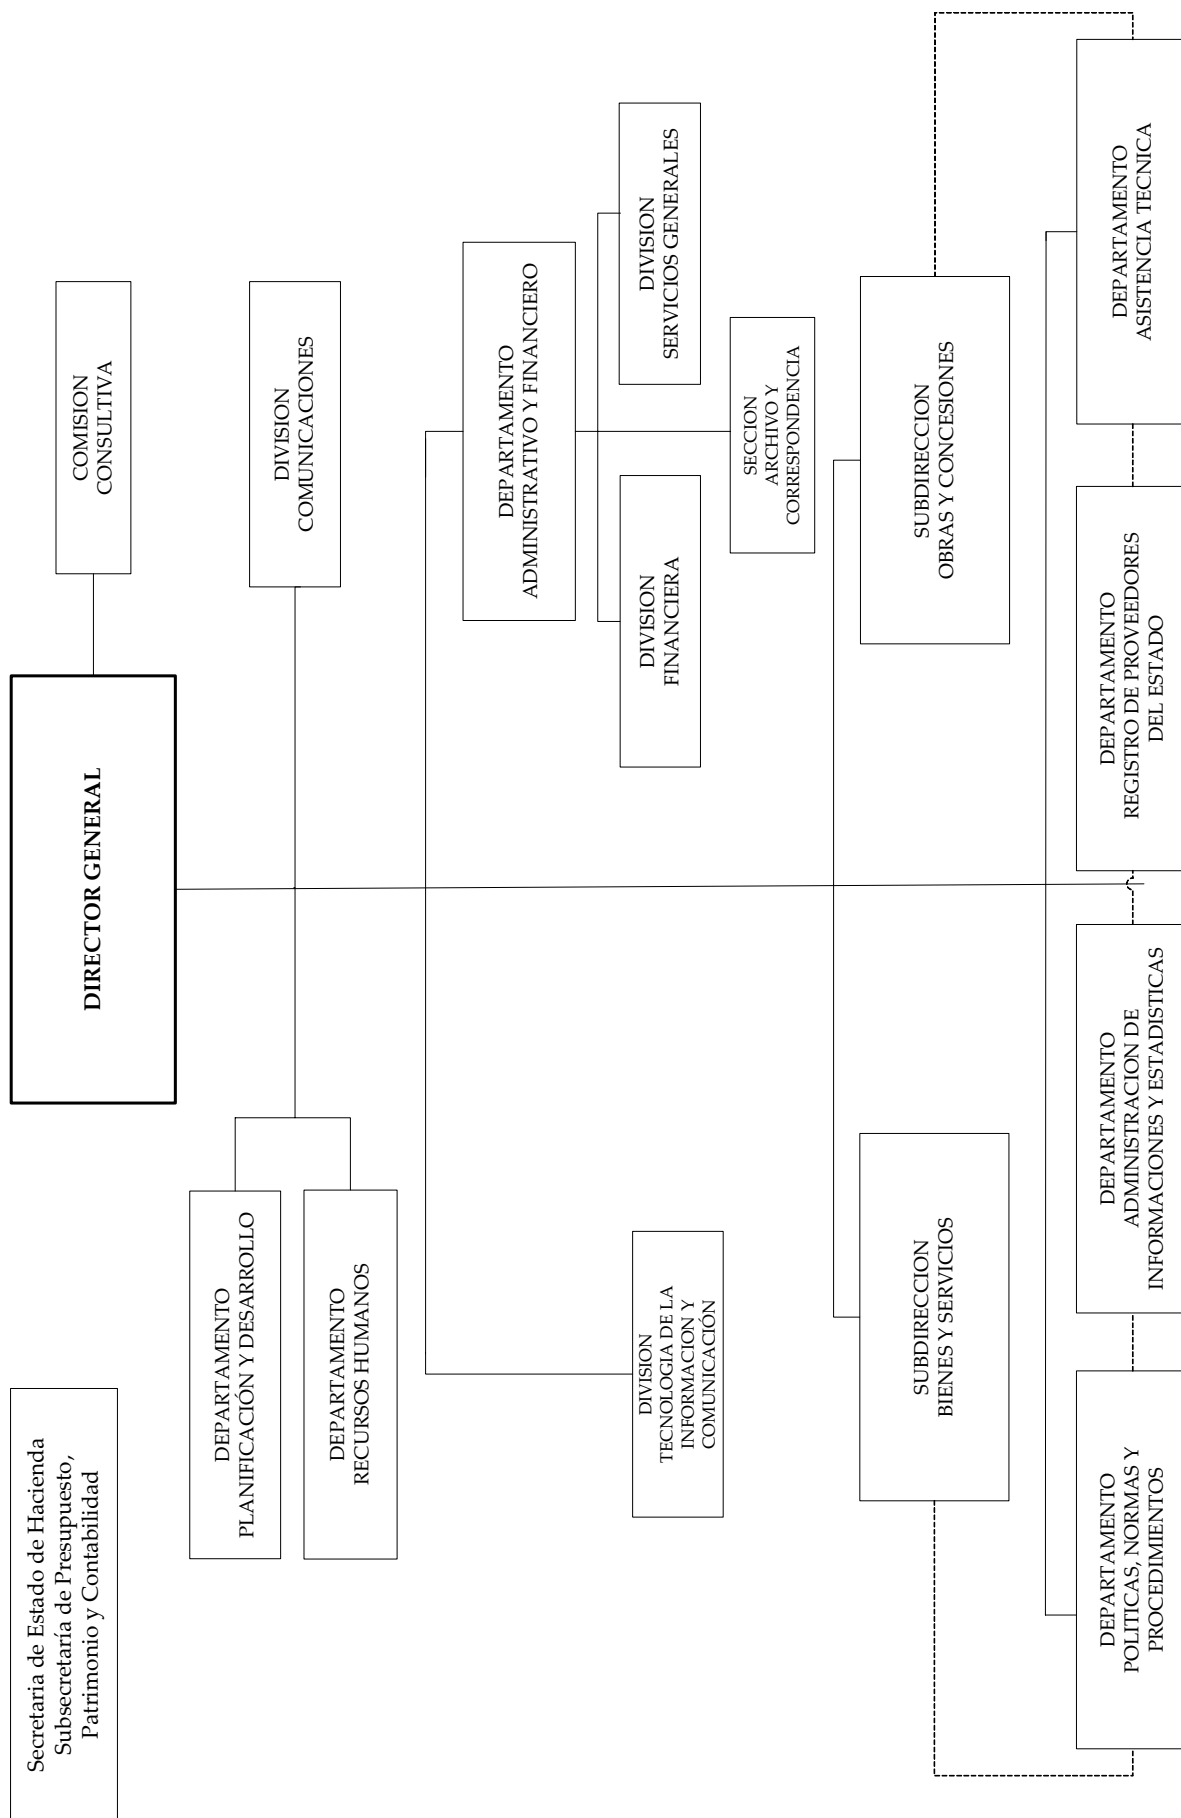 Secretaria de Estado de Hacienda
Subsecretaría de Presupuesto,
Patrimonio y Contabilidad
DIRECTOR GENERAL
COMISION
CONSULTIVA
DEPARTAMENTO
PLANIFICACIÓN Y DESARROLLO
DEPARTAMENTO
RECURSOS HUMANOS
DIVISION
COMUNICACIONES
DIVISION
TECNOLOGIA DE LA
INFORMACION Y
COMUNICACIÓN
DEPARTAMENTO
ADMINISTRATIVO Y FINANCIERO
DIVISION
FINANCIERA
DIVISION
SERVICIOS GENERALES
SECCION
ARCHIVO Y
CORRESPONDENCIA
SUBDIRECCION
BIENES Y SERVICIOS
SUBDIRECCION
OBRAS Y CONCESIONES
DEPARTAMENTO
POLITICAS, NORMAS Y
PROCEDIMIENTOS
DEPARTAMENTO
ADMINISTRACION DE
INFORMACIONES Y ESTADISTICAS
DEPARTAMENTO
REGISTRO DE PROVEEDORES
DEL ESTADO
DEPARTAMENTO
ASISTENCIA TECNICA